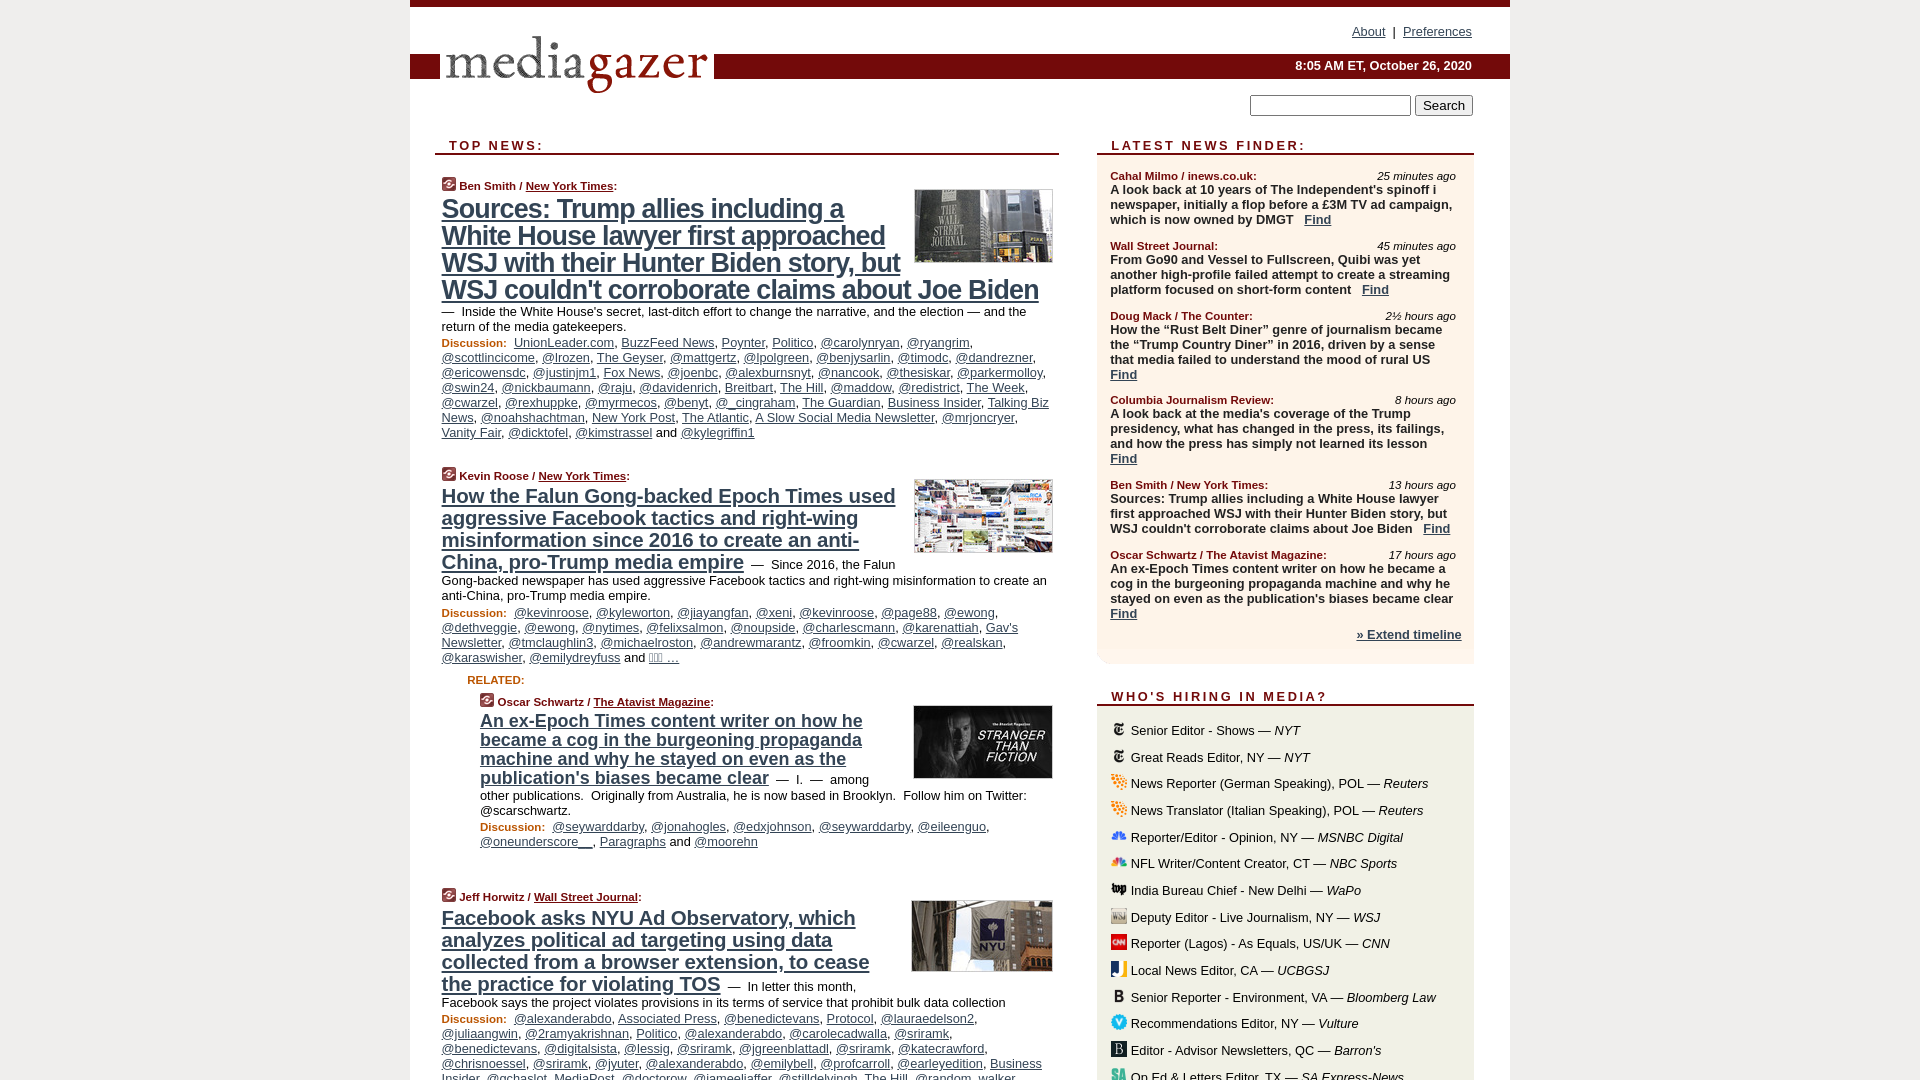 About | Preferences
mediagazer
8:05 AM ET, October 26, 2020
Search
TOP NEWS:
Ben Smith / New York Times:
Sources: Trump allies including a
White House lawyer first approached
WSJ with their Hunter Biden story, but
WSJ couldn't corroborate claims about Joe Biden
— Inside the White House's secret, last-ditch effort to change the narrative, and the election — and the
return of the media gatekeepers.
Discussion: UnionLeader.com, BuzzFeed News, Poynter, Politico, @carolynryan, @ryangrim,
@scottlincicome, @lrozen, The Geyser, @mattgertz, @lpolgreen, @benjysarlin, @timodc, @dandrezner,
@ericowensdc, @justinjm1, Fox News, @joenbc, @alexburnsnyt, @nancook, @thesiskar, @parkermolloy,
@swin24, @nickbaumann, @raju, @davidenrich, Breitbart, The Hill, @maddow, @redistrict, The Week,
@cwarzel, @rexhuppke, @myrmecos, @benyt, @_cingraham, The Guardian, Business Insider, Talking Biz
News, @noahshachtman, New York Post, The Atlantic, A Slow Social Media Newsletter, @mrjoncryer,
Vanity Fair, @dicktofel, @kimstrassel and @kylegriffin1
THE
WALL
STREET
JOURNAL
Kevin Roose / New York Times:
How the Falun Gong-backed Epoch Times used
aggressive Facebook tactics and right-wing
misinformation since 2016 to create an anti-
China, pro-Trump media empire — Since 2016, the Falun
Gong-backed newspaper has used aggressive Facebook tactics and right-wing misinformation to create an
anti-China, pro-Trump media empire.
Discussion: @kevinroose, @kyleworton, @jiayangfan, @xeni, @kevinroose, @page88, @ewong,
@dethveggie, @ewong, @nytimes, @felixsalmon, @noupside, @charlescmann, @karenattiah, Gav's
Newsletter, @tmclaughlin3, @michaelroston, @andrewmarantz, @froomkin, @cwarzel, @realskan,
@karaswisher, @emilydreyfuss and …
RELATED:
Oscar Schwartz / The Atavist Magazine:
An ex-Epoch Times content writer on how he
became a cog in the burgeoning propaganda
machine and why he stayed on even as the
publication's biases became clear — I. — among
other publications. Originally from Australia, he is now based in Brooklyn. Follow him on Twitter:
@scschwartz.
Discussion: @seywarddarby, @jonahogles, @edxjohnson, @seywarddarby, @eileenguo,
@oneunderscore__, Paragraphs and @moorehn
the Atavist Magazine
STRANGER
THAN
FICTION
Jeff Horwitz / Wall Street Journal:
Facebook asks NYU Ad Observatory, which
analyzes political ad targeting using data
collected from a browser extension, to cease
the practice for violating TOS — In letter this month,
Facebook says the project violates provisions in its terms of service that prohibit bulk data collection
Discussion: @alexanderabdo, Associated Press, @benedictevans, Protocol, @lauraedelson2,
@juliaangwin, @2ramyakrishnan, Politico, @alexanderabdo, @carolecadwalla, @sriramk,
@benedictevans, @digitalsista, @lessig, @sriramk, @jgreenblattadl, @sriramk, @katecrawford,
@chrisnoessel, @sriramk, @jyuter, @alexanderabdo, @emilybell, @profcarroll, @earleyedition, Business
Insider, @gchaslot, MediaPost, @doctorow, @jameeljaffer, @stilldelvingh, The Hill, @random_walker,
NYU
LATEST NEWS FINDER:
Cahal Milmo / inews.co.uk: 25 minutes ago
A look back at 10 years of The Independent's spinoff i
newspaper, initially a flop before a £3M TV ad campaign,
which is now owned by DMGT Find
Wall Street Journal: 45 minutes ago
From Go90 and Vessel to Fullscreen, Quibi was yet
another high-profile failed attempt to create a streaming
platform focused on short-form content Find
Doug Mack / The Counter: 2½ hours ago
How the “Rust Belt Diner” genre of journalism became
the “Trump Country Diner” in 2016, driven by a sense
that media failed to understand the mood of rural US
Find
Columbia Journalism Review: 8 hours ago
A look back at the media's coverage of the Trump
presidency, what has changed in the press, its failings,
and how the press has simply not learned its lesson
Find
Ben Smith / New York Times: 13 hours ago
Sources: Trump allies including a White House lawyer
first approached WSJ with their Hunter Biden story, but
WSJ couldn't corroborate claims about Joe Biden Find
Oscar Schwartz / The Atavist Magazine: 17 hours ago
An ex-Epoch Times content writer on how he became a
cog in the burgeoning propaganda machine and why he
stayed on even as the publication's biases became clear
Find
» Extend timeline
WHO'S HIRING IN MEDIA?
Senior Editor - Shows — NYT
Great Reads Editor, NY — NYT
News Reporter (German Speaking), POL — Reuters
News Translator (Italian Speaking), POL — Reuters
Reporter/Editor - Opinion, NY — MSNBC Digital
NFL Writer/Content Creator, CT — NBC Sports
wp India Bureau Chief - New Delhi — WaPo
Deputy Editor - Live Journalism, NY — WSJ
CNN Reporter (Lagos) - As Equals, US/UK — CNN
Local News Editor, CA — UCBGSJ
B Senior Reporter - Environment, VA — Bloomberg Law
Recommendations Editor, NY — Vulture
B Editor - Advisor Newsletters, QC — Barron's
SA Op Ed & Letters Editor, TX — SA Express-News